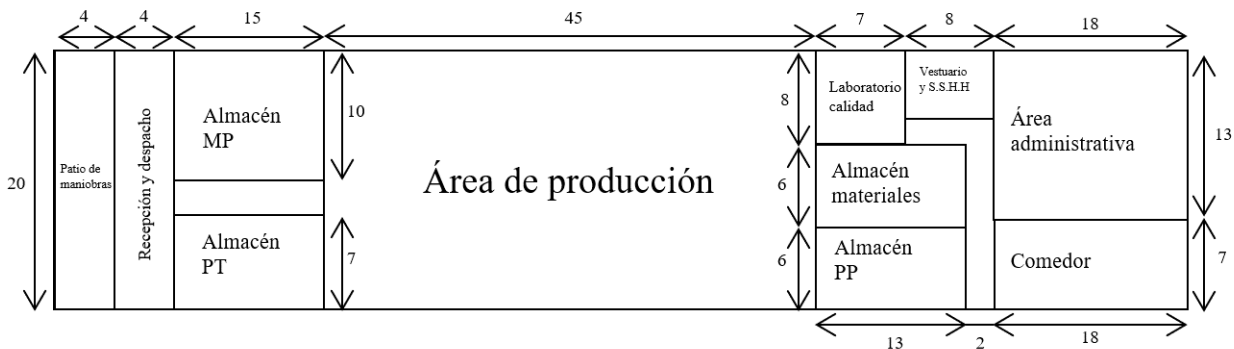 4
4
15
45
7
8
18
20
Patio de
maniobras
Recepción y despacho
Almacén
MP
10
Almacén
PT
7
Área de producción
8
6
6
Laboratorio
calidad
Vestuario
y S.S.H.H
Almacén
materiales
Almacén
PP
Área
administrativa
Comedor
13
7
13
2
18